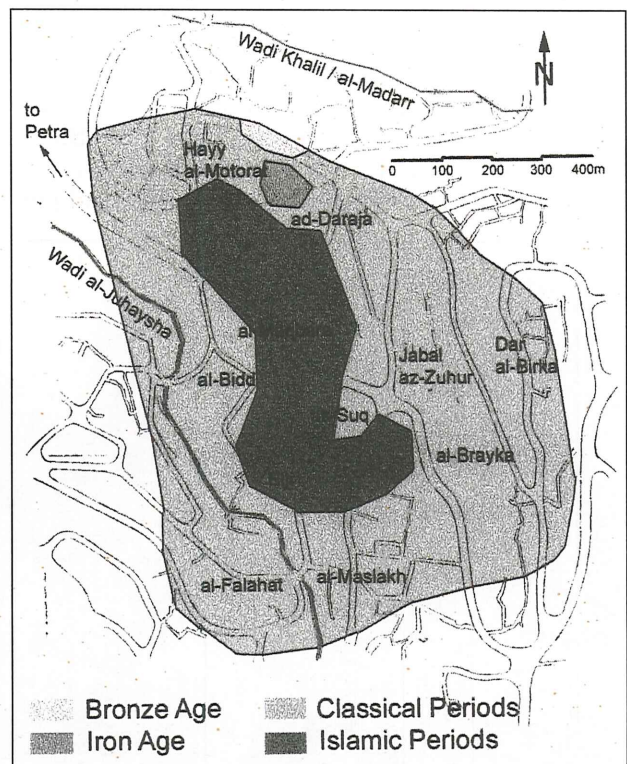 Wadi Khalil / al-Madarr
N
to
Petra
0 100 200 300 400m
Hayy
al-Motorat
ad-Daraja
Wadi al-Juhaysha
Jabal
az-Zuhur
Dar
al-Birka
al-Bidd
Suq
al-Brayka
al-Falahat
al-Maslakh
Bronze Age
Classical Periods
Iron Age
Islamic Periods